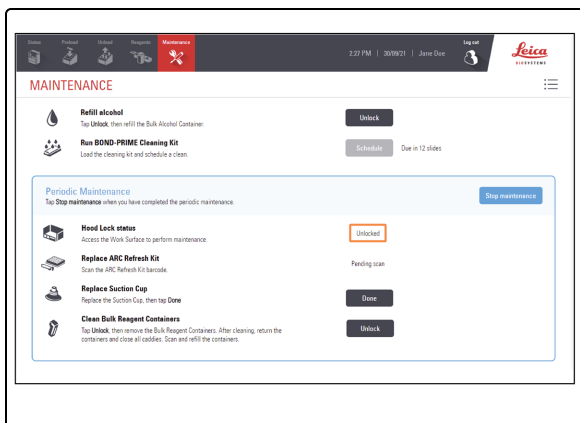 Status Preload Unload Reagents Maintenance
2:27 PM | 30/09/21 | Jane Doe
Log out
Leica
BIOSYSTEMS
MAINTENANCE
Refill alcohol
Tap Unlock, then refill the Bulk Alcohol Container.
Unlock
Run BOND-PRIME Cleaning Kit
Load the cleaning kit and schedule a clean.
Schedule
Due in 12 slides
Periodic Maintenance
Tap Stop maintenance when you have completed the periodic maintenance.
Stop maintenance
Hood Lock status
Access the Work Surface to perform maintenance.
Unlocked
Replace ARC Refresh Kit
Scan the ARC Refresh Kit barcode.
Pending scan
Replace Suction Cup
Replace the Suction Cup, then tap Done
Done
Clean Bulk Reagent Containers
Tap Unlock, then remove the Bulk Reagent Containers. After cleaning, return the
containers and close all caddies. Scan and refill the containers.
Unlock